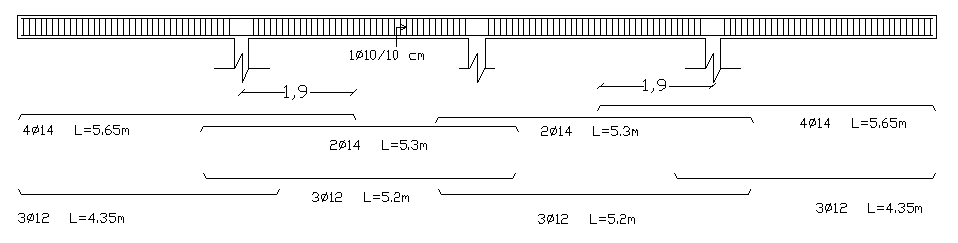 1Ø10/10 cm
1,9
1,9
4Ø14 L=5.65m
2Ø14 L=5.3m
2Ø14 L=5.3m
4Ø14 L=5.65m
3Ø12 L=4.35m
3Ø12 L=5.2m
3Ø12 L=5.2m
3Ø12 L=4.35m